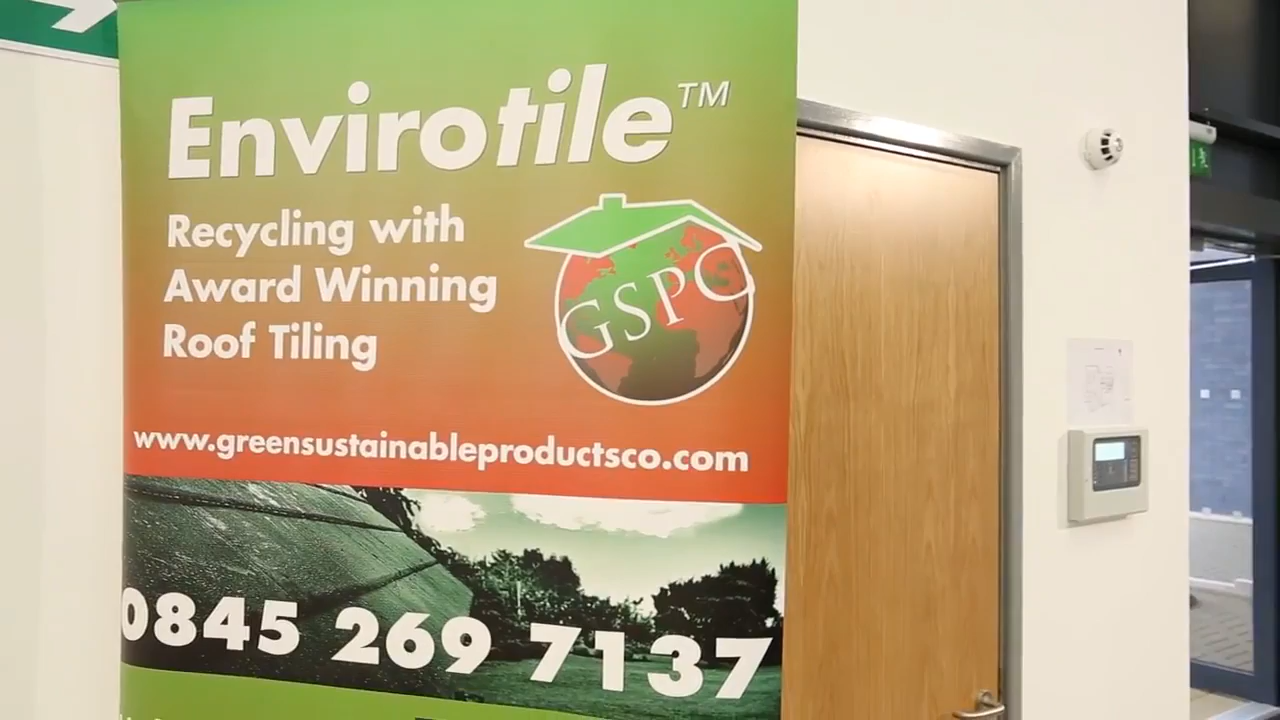 Envirotile™
Recycling with
Award Winning
Roof Tiling
GSPC
www.greensustainableproductsco.com
0845 269 7137